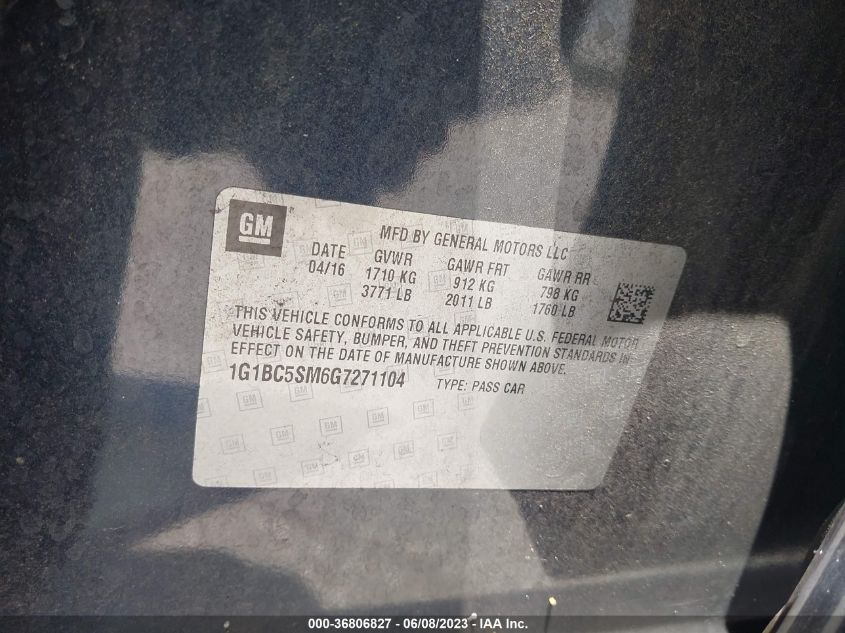 GM
MFD BY GENERAL MOTORS LLC
DATE GVWR GAWR FRT GAWR RR
04/16 1710 KG 912 KG 798 KG
3771 LB 2011 LB 1760 LB
THIS VEHICLE CONFORMS TO ALL APPLICABLE U.S. FEDERAL MOTOR
VEHICLE SAFETY, BUMPER, AND THEFT PREVENTION STANDARDS IN
EFFECT ON THE DATE OF MANUFACTURE SHOWN ABOVE.
1G1BC5SM6G7271104 TYPE: PASS CAR
000-36806827 - 06/08/2023 - IAA Inc.